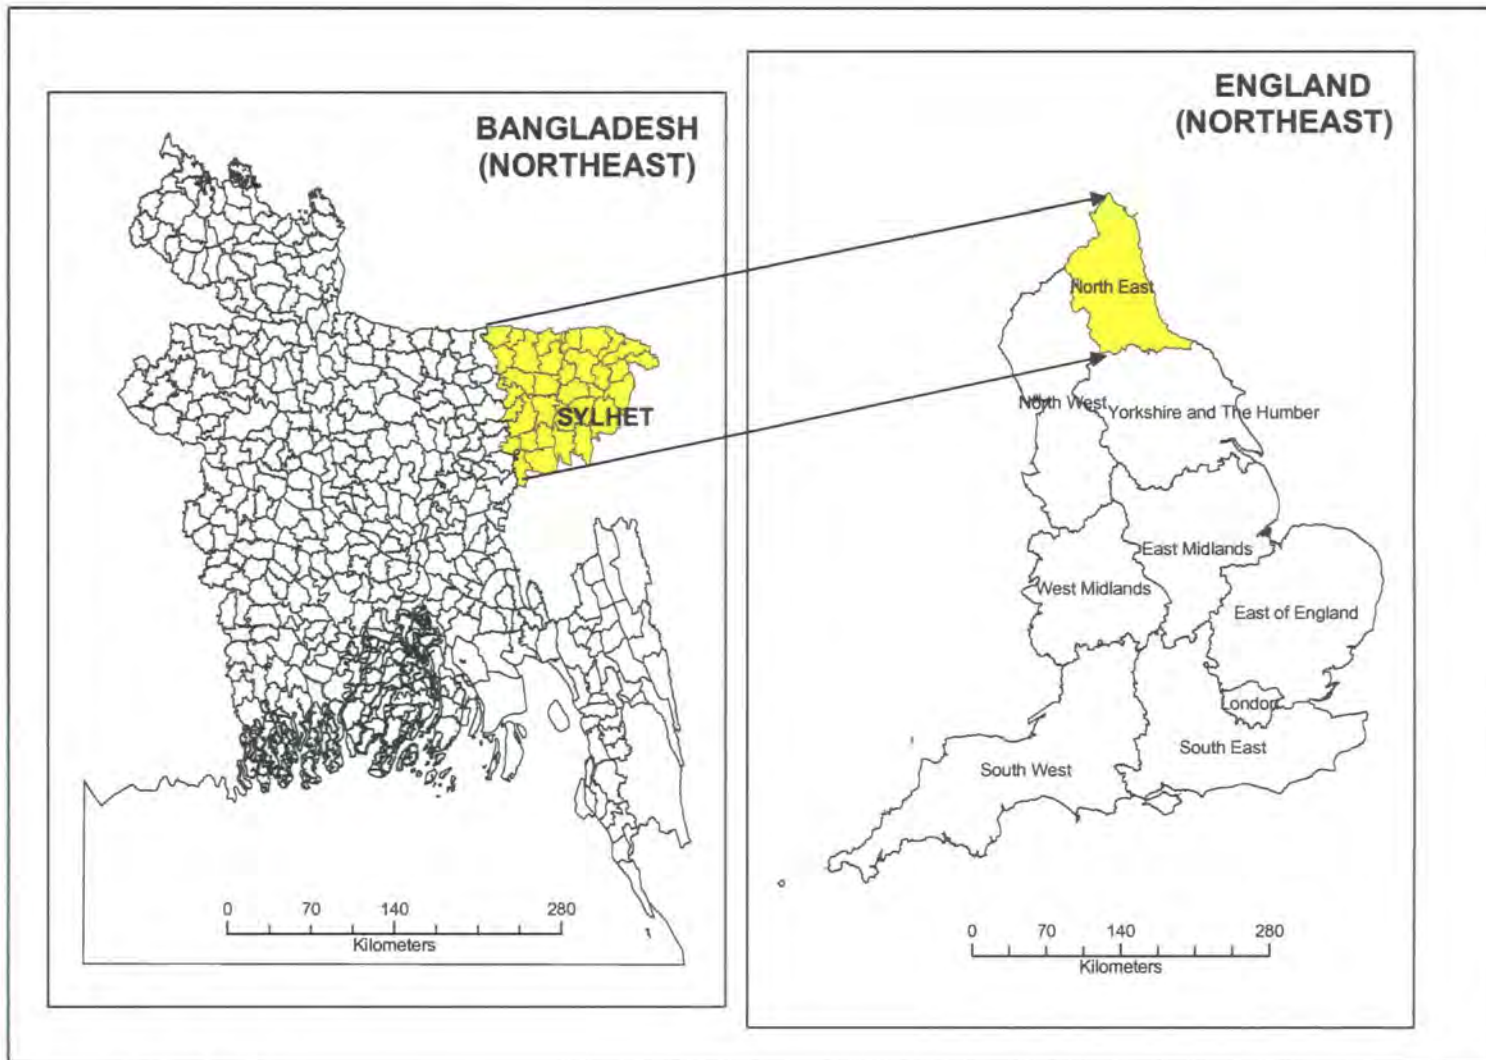 BANGLADESH
(NORTHEAST)
SYLHET
0 70 140 280
Kilometers
ENGLAND
(NORTHEAST)
North East
North West
Yorkshire and The Humber
East Midlands
West Midlands
East of England
London
South East
South West
0 70 140 280
Kilometers